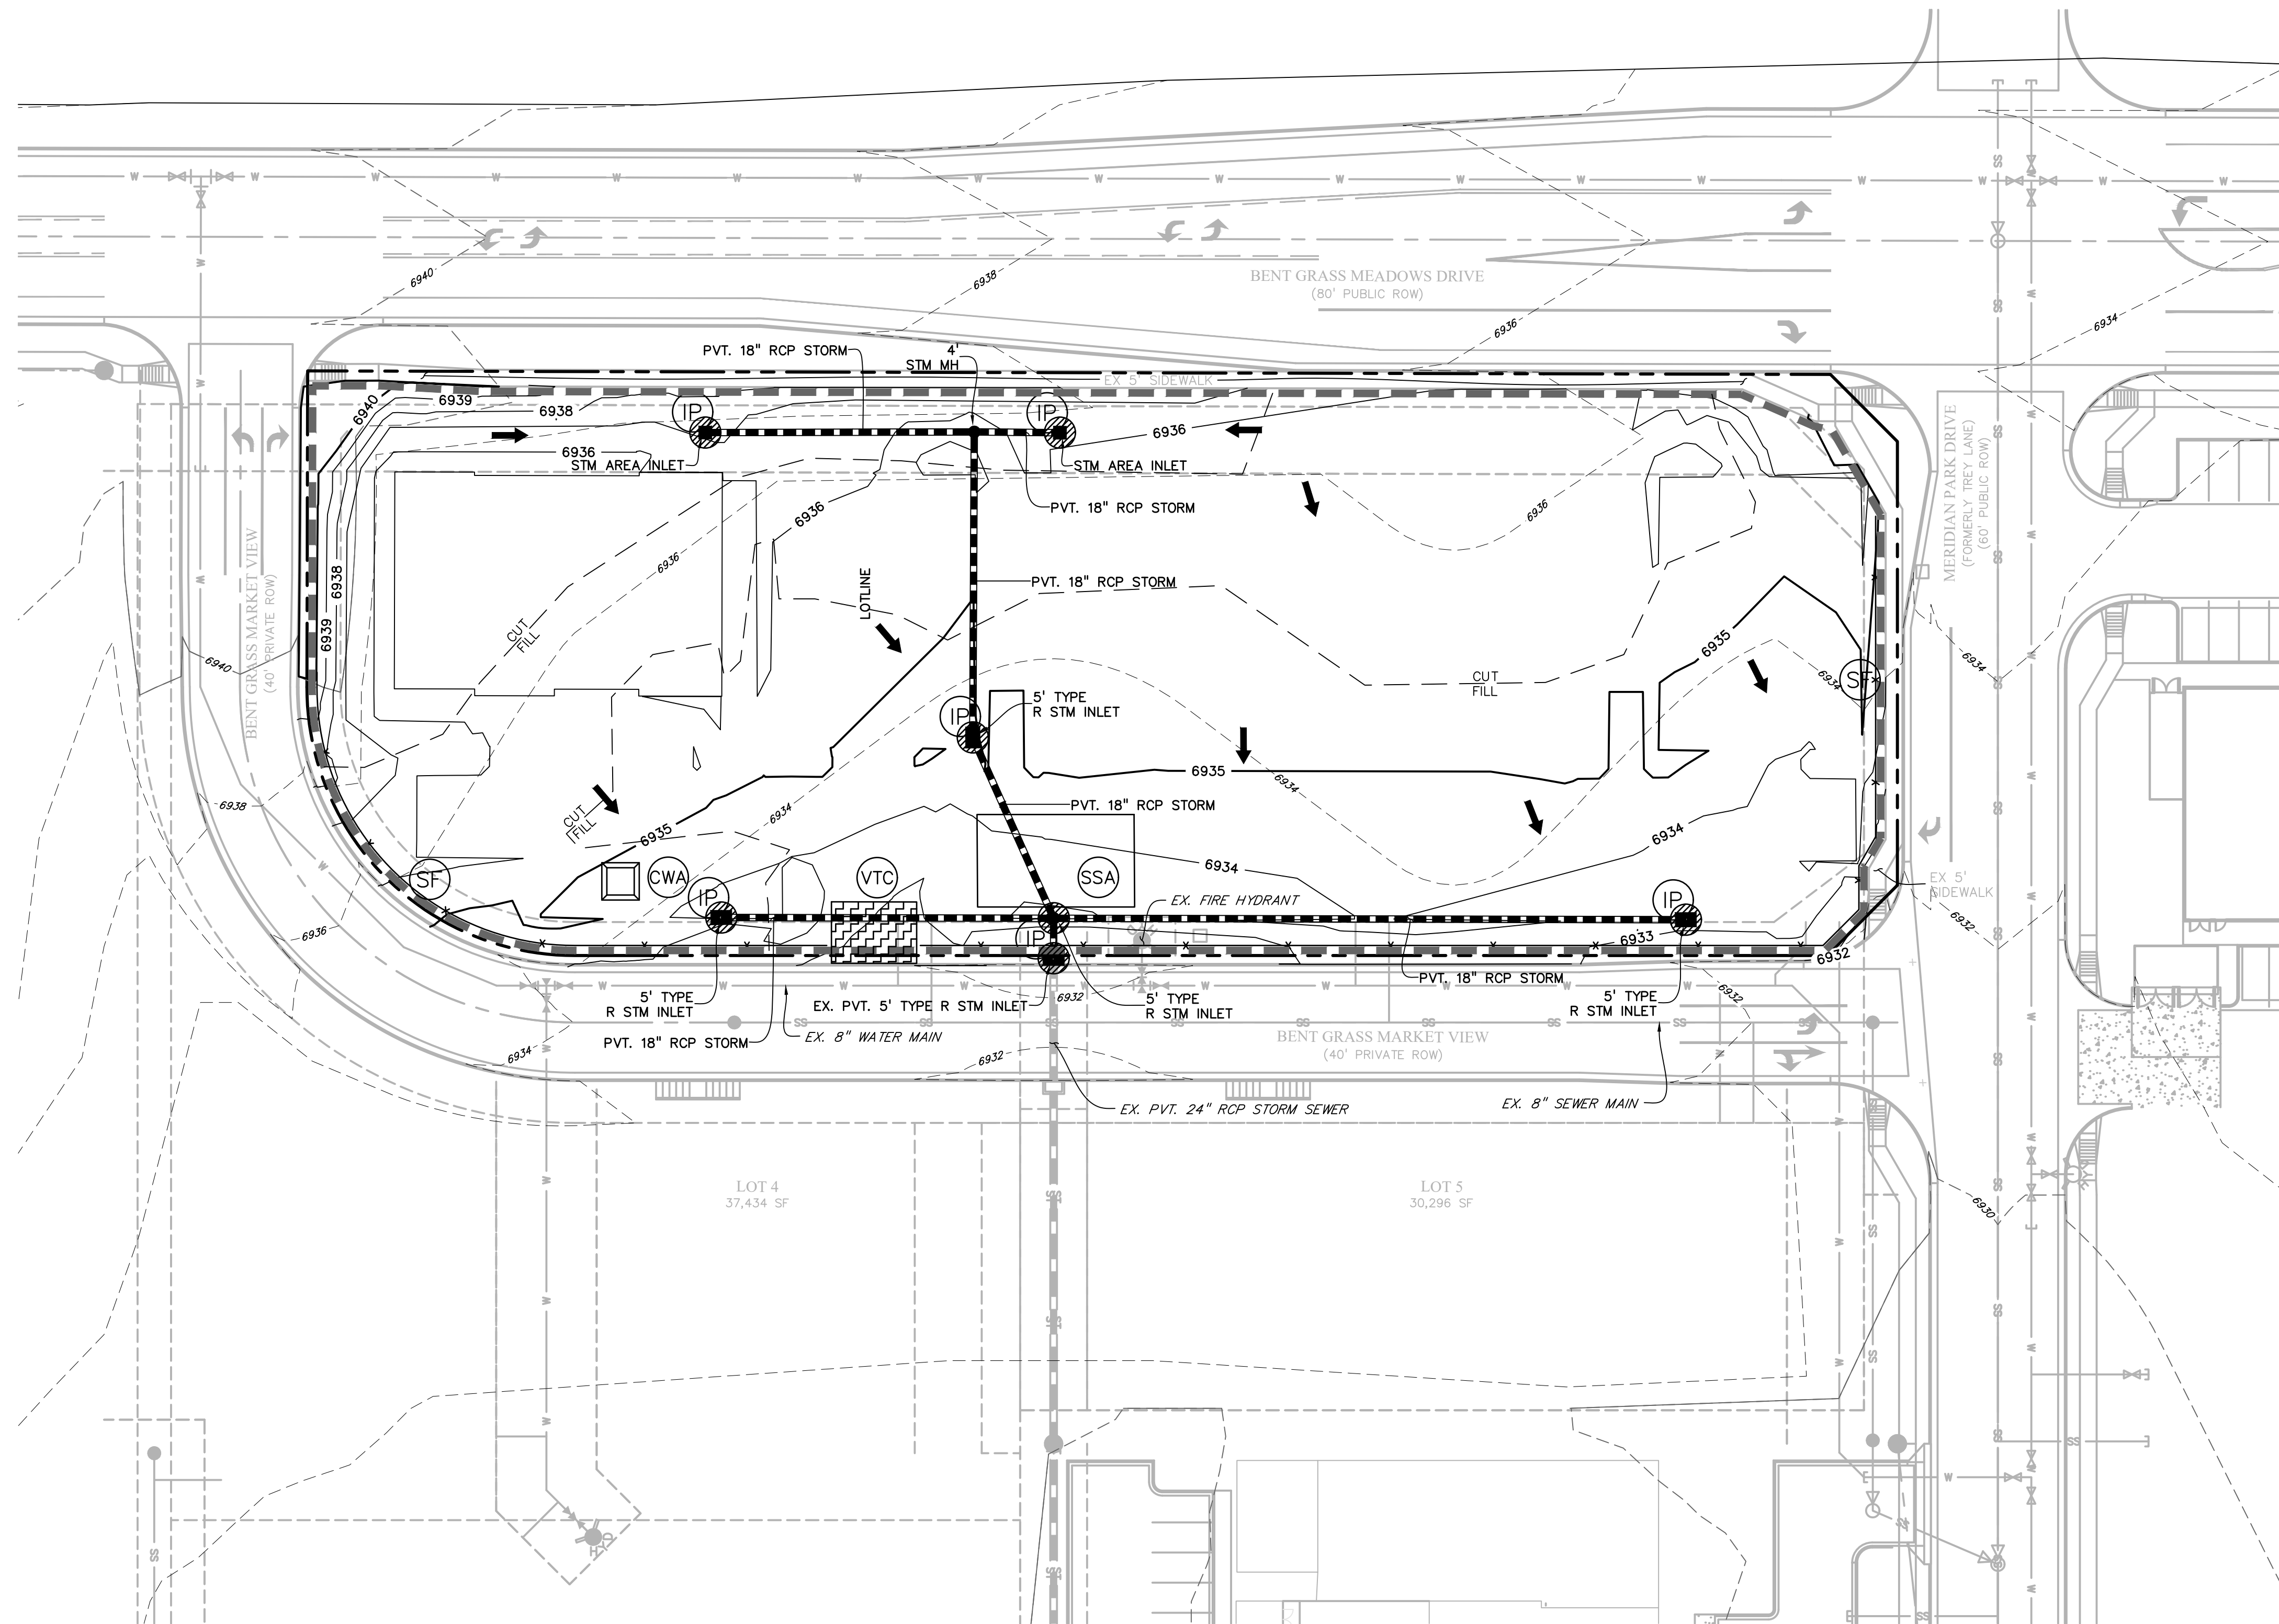 BENT GRASS MEADOWS DRIVE
(80' PUBLIC ROW)
6940
6938
6936
6934
PVT. 18" RCP STORM
4'
STM MH
EX 5' SIDEWALK
6940
6939
6938
IP
IP
6936
6936
STM AREA INLET
STM AREA INLET
PVT. 18" RCP STORM
6936
6936
6936
MERIDIAN PARK DRIVE
(FORMERLY TREY LANE)
(60' PUBLIC ROW)
BENT GRASS MARKET VIEW
(40' PRIVATE ROW)
6938
6939
6940
CUT
FILL
LOTLINE
PVT. 18" RCP STORM
6935
CUT
FILL
6934
SF
6934
IP
5' TYPE
R STM INLET
6935
6934
6938
CUT
FILL
6934
6935
PVT. 18" RCP STORM
6934
6934
SF
CWA
IP
VTC
SSA
EX. FIRE HYDRANT
IP
EX 5'
SIDEWALK
6932
6936
IP
6933
6932
PVT. 18" RCP STORM
5' TYPE
R STM INLET
EX. PVT. 5' TYPE R STM INLET
6932
5' TYPE
R STM INLET
5' TYPE
R STM INLET
6932
PVT. 18" RCP STORM
EX. 8" WATER MAIN
BENT GRASS MARKET VIEW
(40' PRIVATE ROW)
6934
6932
EX. PVT. 24" RCP STORM SEWER
EX. 8" SEWER MAIN
LOT 4
37,434 SF
LOT 5
30,296 SF
6930
HYD